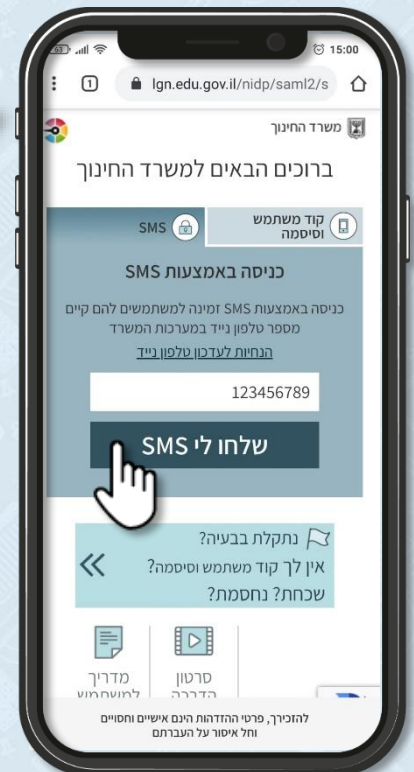 63 15:00
1 lgn.edu.gov.il/nidp/saml2/s
משרד החינוך
ברוכים הבאים למשרד החינוך
קוד משתמש
וסיסמה
SMS
כניסה באמצעות SMS
כניסה באמצעות SMS זמינה למשתמשים להם קיים
מספר טלפון נייד במערכות המשרד
הנחיות לעדכון טלפון נייד
123456789
שלחו לי SMS
נתקלת בבעיה?
אין לך קוד משתמש וסיסמה?
שכחת? נחסמת?
סרטון
הדרכה
מדריך
למשתמש
להזכירך, פרטי ההזדהות הינם אישיים וחסויים
וחל איסור על העברתם